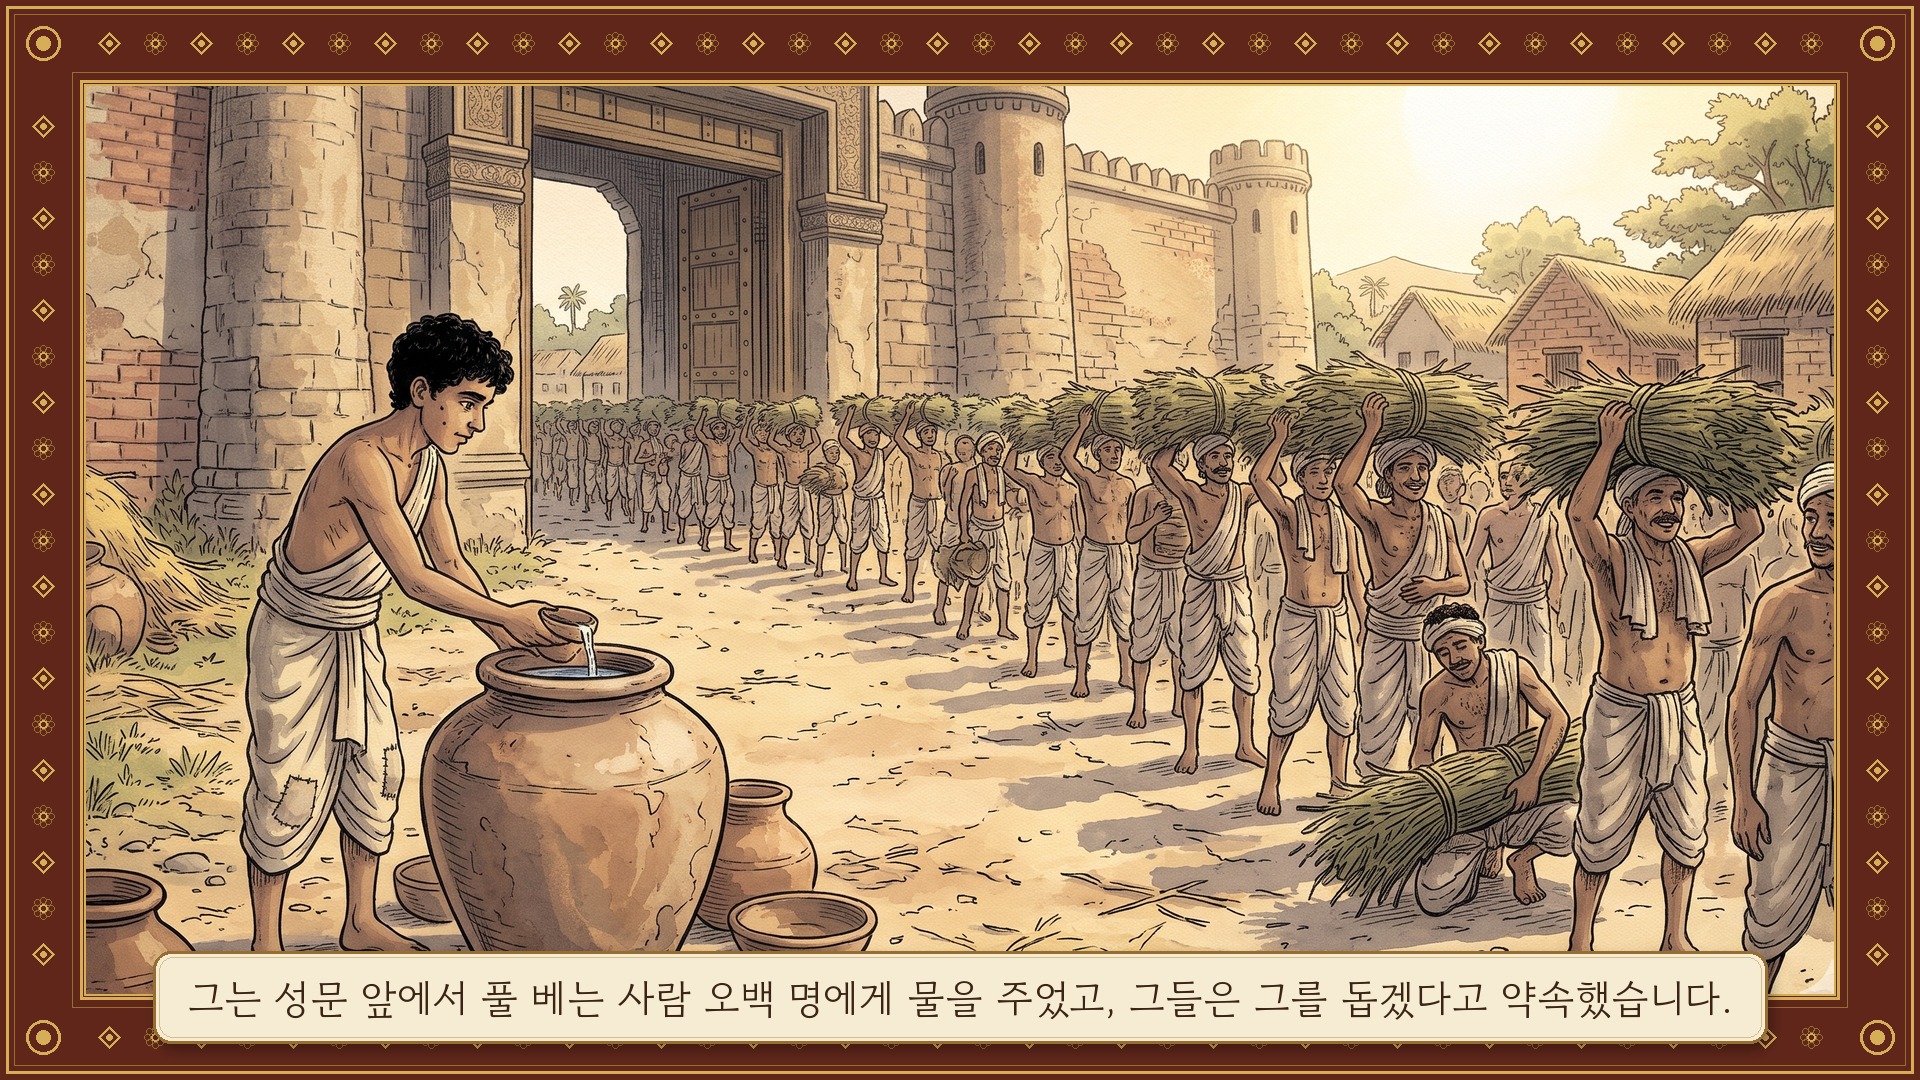 그는 성문 앞에서 풀 베는 사람 오백 명에게 물을 주었고, 그들은 그를 돕겠다고 약속했습니다.